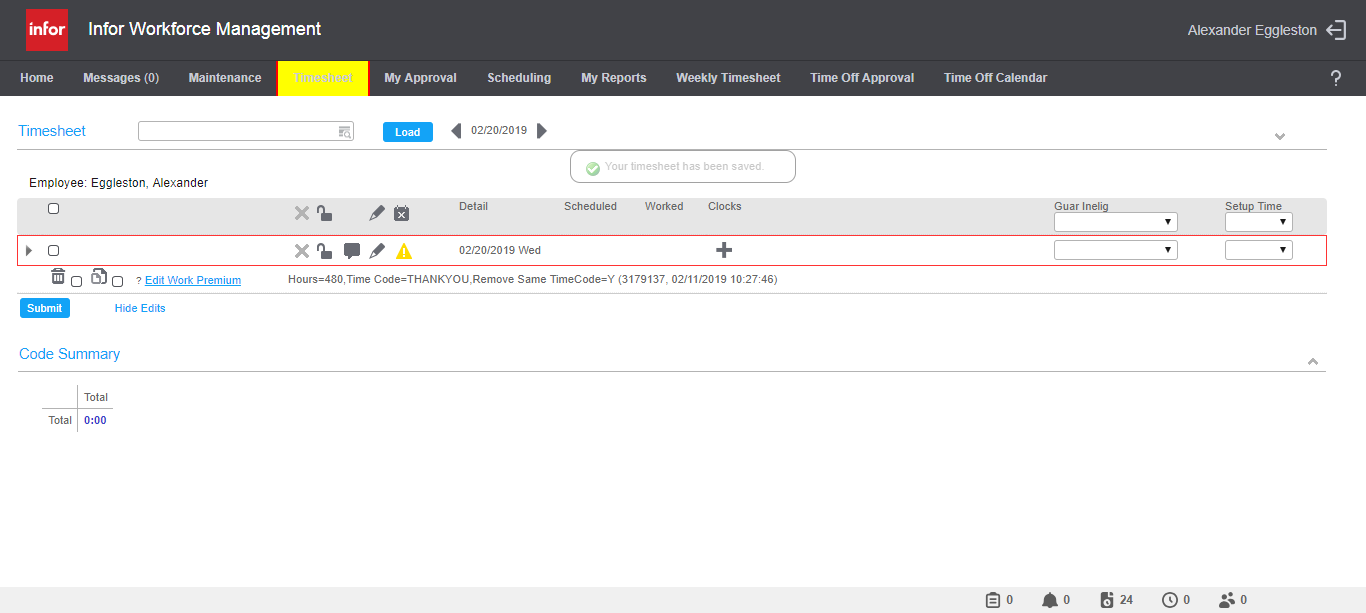 infor Infor Workforce Management Alexander Eggleston
Home Messages (0) Maintenance Timesheet My Approval Scheduling My Reports Weekly Timesheet Time Off Approval Time Off Calendar ?
Timesheet Load 02/20/2019
Your timesheet has been saved.
Employee: Eggleston, Alexander
Detail Scheduled Worked Clocks Guar Inelig Setup Time
02/20/2019 Wed
? Edit Work Premium Hours=480,Time Code=THANKYOU,Remove Same TimeCode=Y (3179137, 02/11/2019 10:27:46)
Submit Hide Edits
Code Summary
Total
Total 0:00
0 0 24 0 0